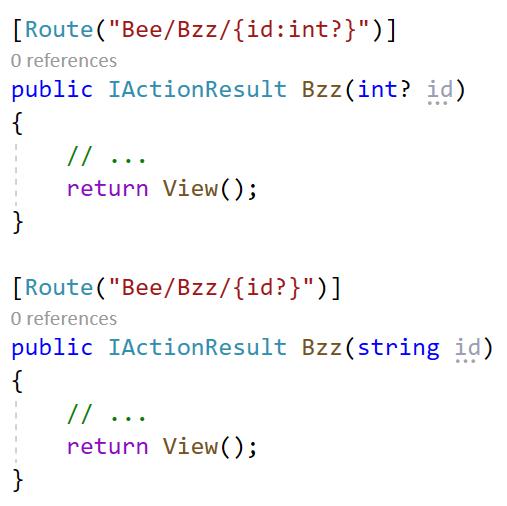 [Route("Bee/Bzz/{id:int?}")]
0 references
public IActionResult Bzz(int? id)
{
// ...
return View();
}
[Route("Bee/Bzz/{id?}")]
0 references
public IActionResult Bzz(string id)
{
// ...
return View();
}